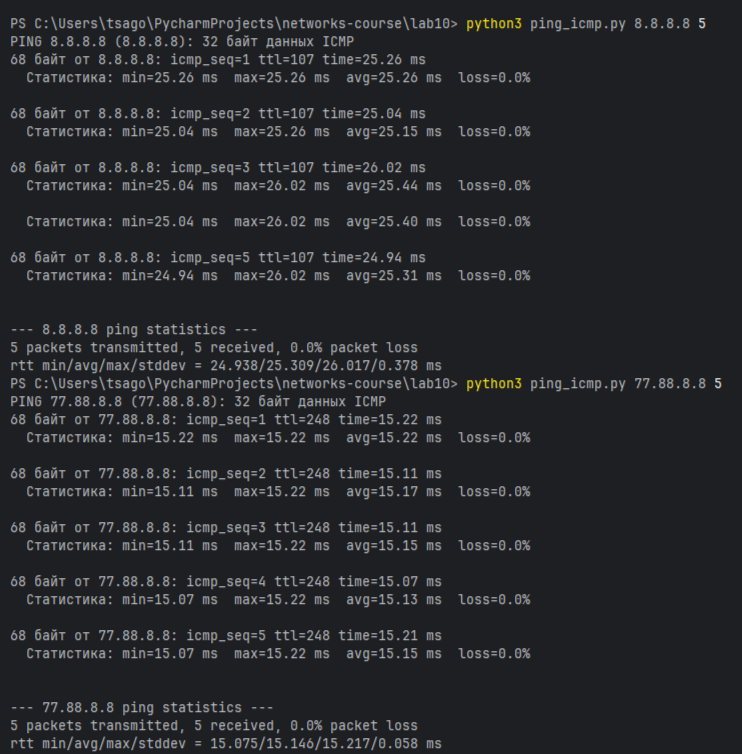 PS C:\Users\tsago\PycharmProjects\networks-course\lab10> python3 ping_icmp.py 8.8.8.8 5
PING 8.8.8.8 (8.8.8.8): 32 байт данных ICMP
68 байт от 8.8.8.8: icmp_seq=1 ttl=107 time=25.26 ms
  Статистика: min=25.26 ms  max=25.26 ms  avg=25.26 ms  loss=0.0%

68 байт от 8.8.8.8: icmp_seq=2 ttl=107 time=25.04 ms
  Статистика: min=25.04 ms  max=25.26 ms  avg=25.15 ms  loss=0.0%

68 байт от 8.8.8.8: icmp_seq=3 ttl=107 time=26.02 ms
  Статистика: min=25.04 ms  max=26.02 ms  avg=25.44 ms  loss=0.0%

  Статистика: min=25.04 ms  max=26.02 ms  avg=25.40 ms  loss=0.0%

68 байт от 8.8.8.8: icmp_seq=5 ttl=107 time=24.94 ms
  Статистика: min=24.94 ms  max=26.02 ms  avg=25.31 ms  loss=0.0%

--- 8.8.8.8 ping statistics ---
5 packets transmitted, 5 received, 0.0% packet loss
rtt min/avg/max/stddev = 24.938/25.309/26.017/0.378 ms
PS C:\Users\tsago\PycharmProjects\networks-course\lab10> python3 ping_icmp.py 77.88.8.8 5
PING 77.88.8.8 (77.88.8.8): 32 байт данных ICMP
68 байт от 77.88.8.8: icmp_seq=1 ttl=248 time=15.22 ms
  Статистика: min=15.22 ms  max=15.22 ms  avg=15.22 ms  loss=0.0%

68 байт от 77.88.8.8: icmp_seq=2 ttl=248 time=15.11 ms
  Статистика: min=15.11 ms  max=15.22 ms  avg=15.17 ms  loss=0.0%

68 байт от 77.88.8.8: icmp_seq=3 ttl=248 time=15.11 ms
  Статистика: min=15.11 ms  max=15.22 ms  avg=15.15 ms  loss=0.0%

68 байт от 77.88.8.8: icmp_seq=4 ttl=248 time=15.07 ms
  Статистика: min=15.07 ms  max=15.22 ms  avg=15.13 ms  loss=0.0%

68 байт от 77.88.8.8: icmp_seq=5 ttl=248 time=15.21 ms
  Статистика: min=15.07 ms  max=15.22 ms  avg=15.15 ms  loss=0.0%

--- 77.88.8.8 ping statistics ---
5 packets transmitted, 5 received, 0.0% packet loss
rtt min/avg/max/stddev = 15.075/15.146/15.217/0.058 ms